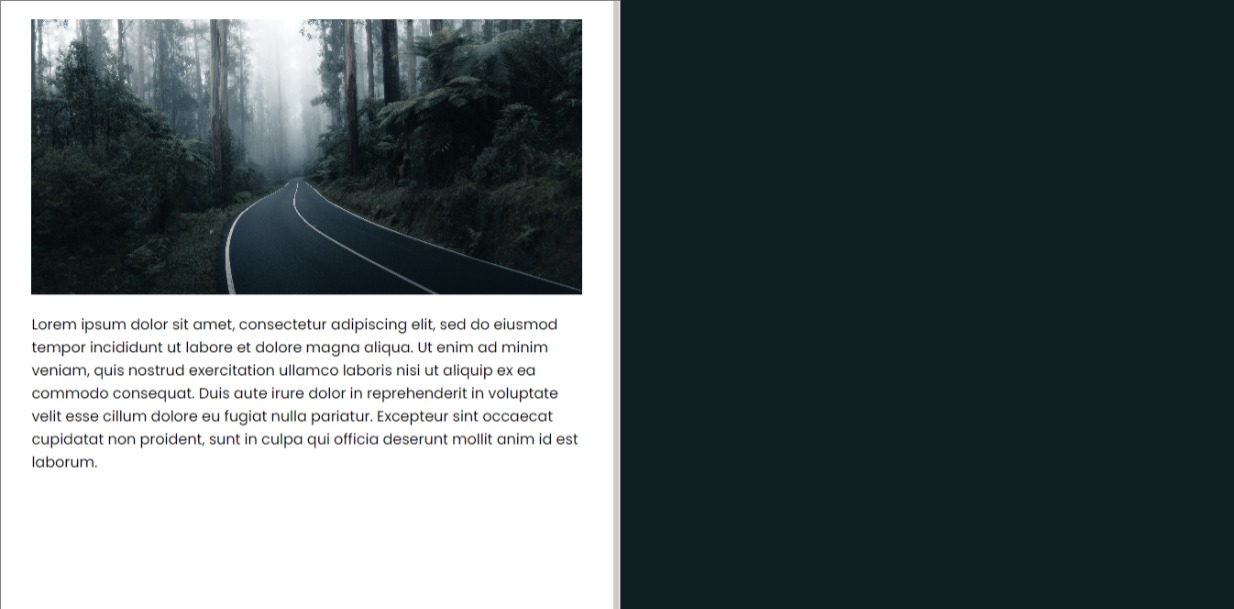 Lorem ipsum dolor sit amet, consectetur adipiscing elit, sed do eiusmod
tempor incididunt ut labore et dolore magna aliqua. Ut enim ad minim
veniam, quis nostrud exercitation ullamco laboris nisi ut aliquip ex ea
commodo consequat. Duis aute irure dolor in reprehenderit in voluptate
velit esse cillum dolore eu fugiat nulla pariatur. Excepteur sint occaecat
cupidatat non proident, sunt in culpa qui officia deserunt mollit anim id est
laborum.